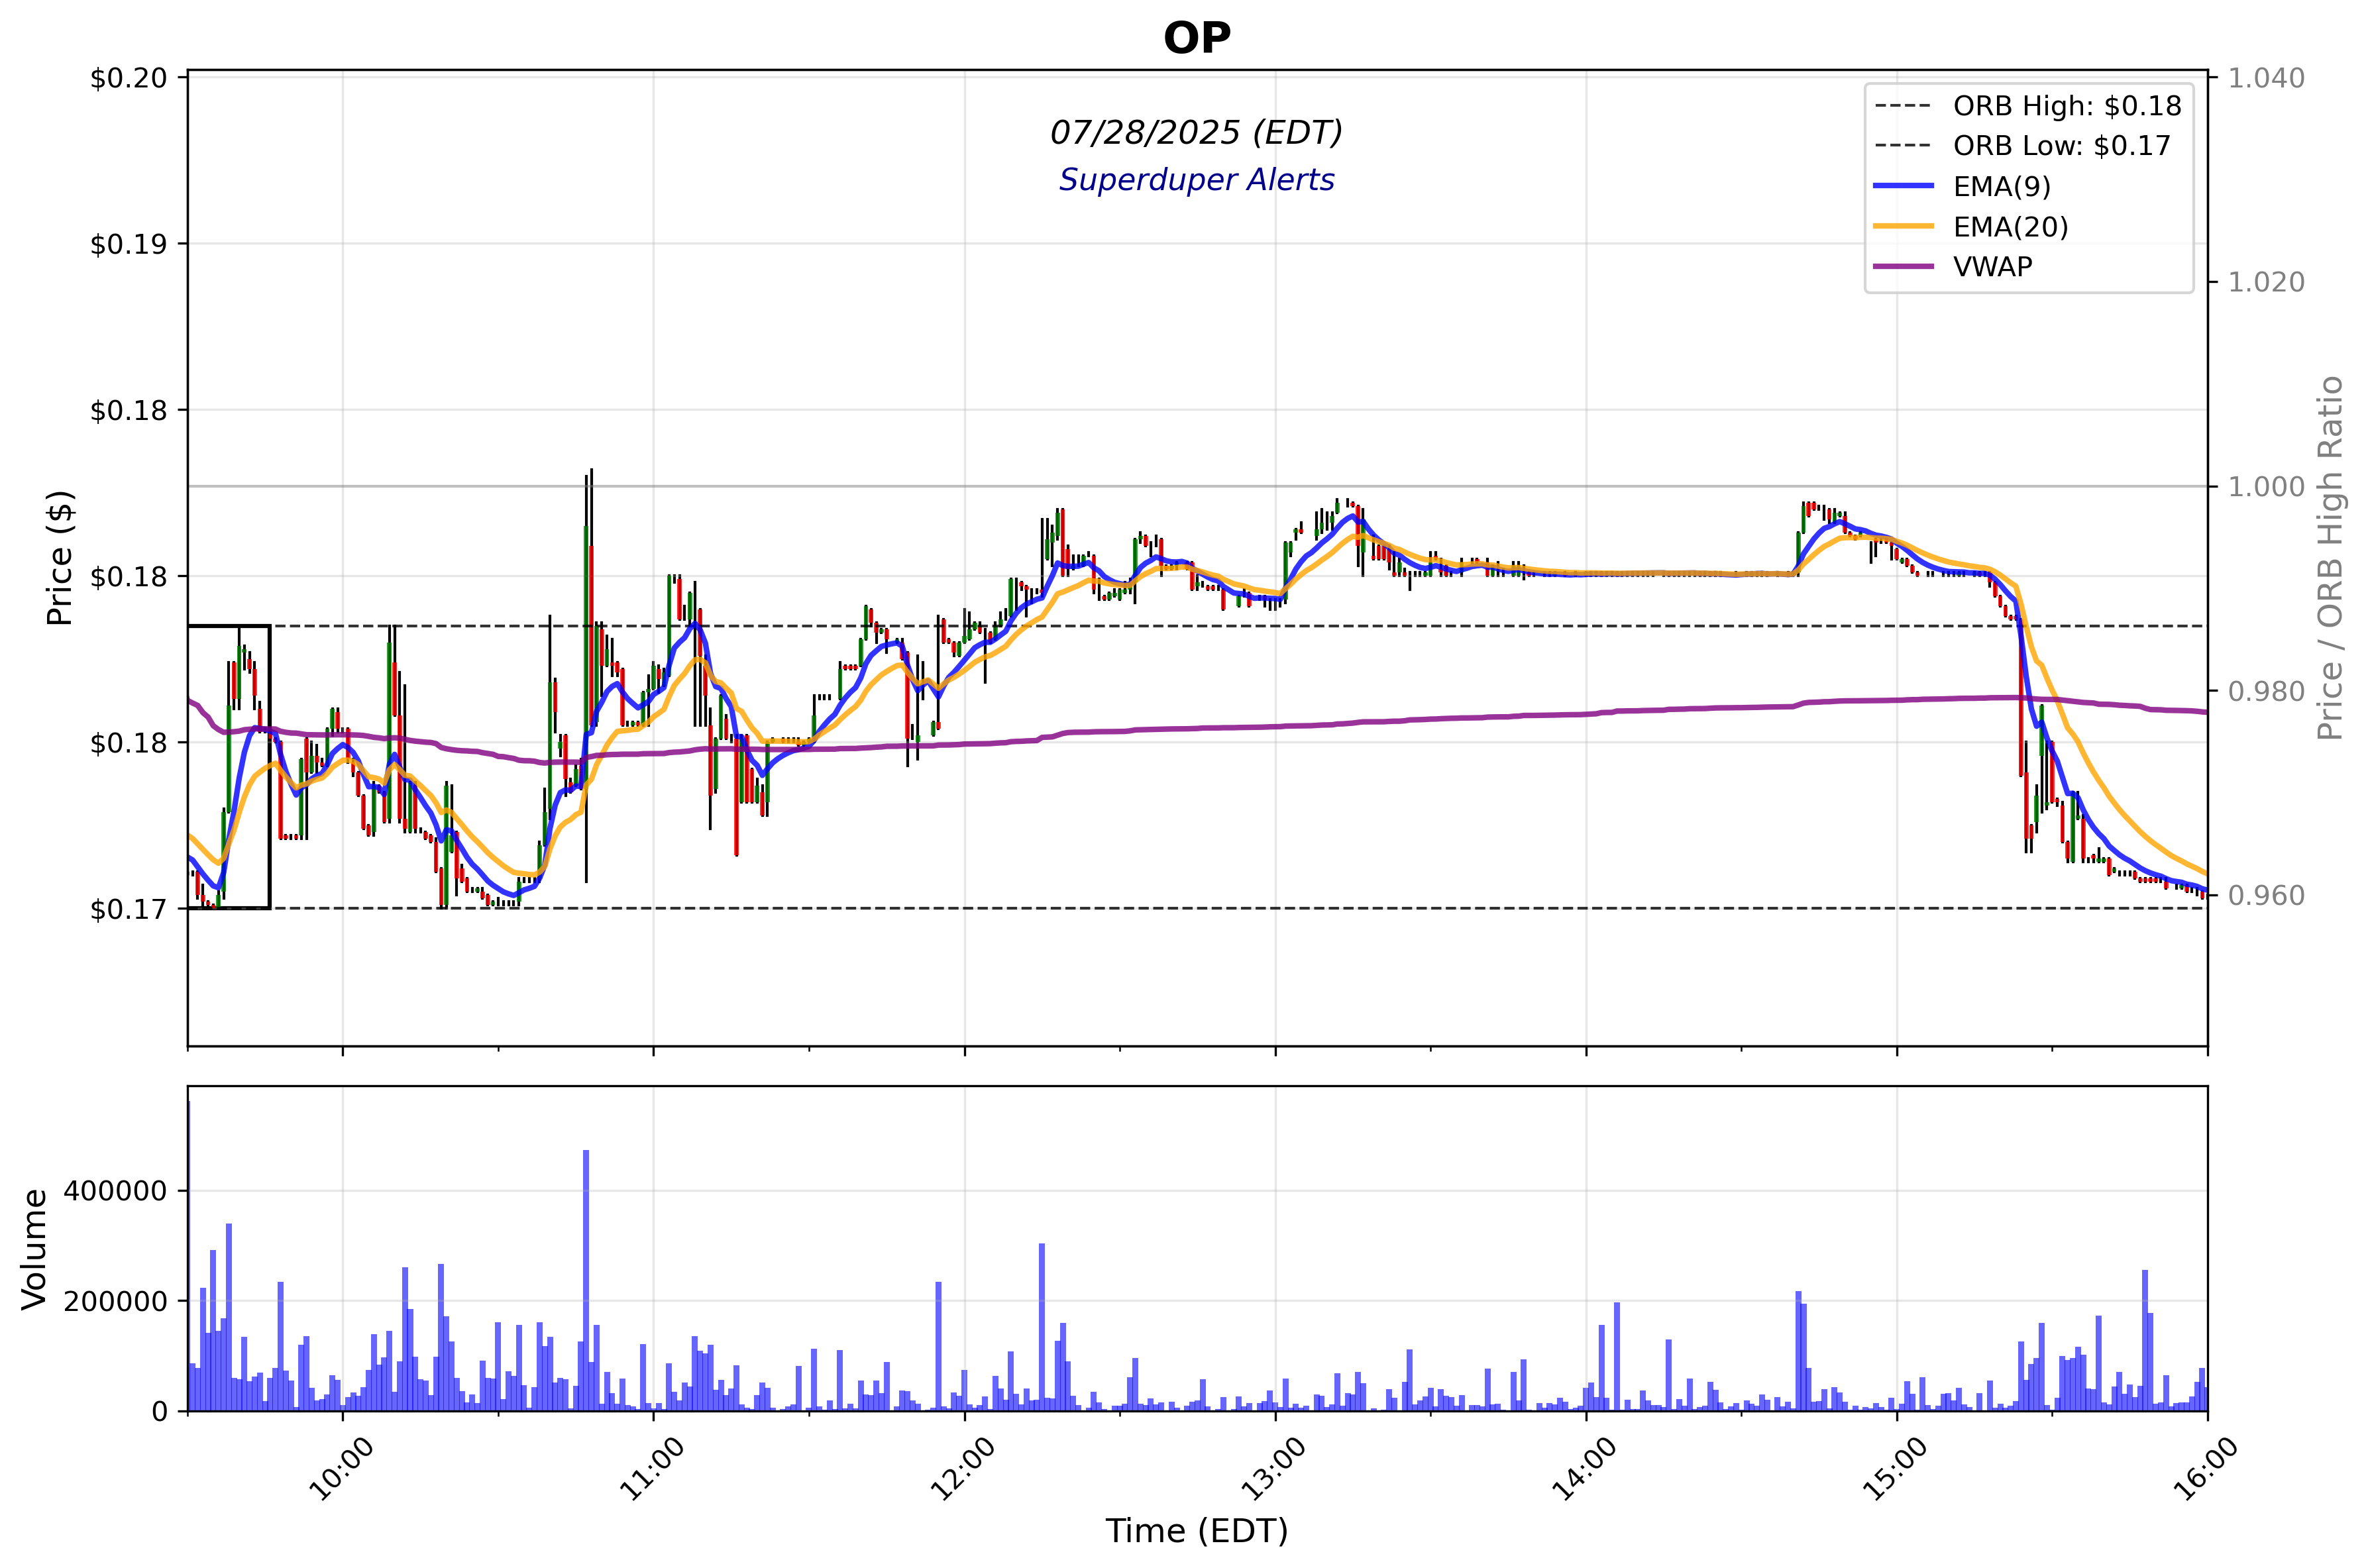 OP
07/28/2025 (EDT)
Superduper Alerts
ORB High: $0.18
ORB Low: $0.17
EMA(9)
EMA(20)
VWAP
Price ($)
$0.20
$0.19
$0.18
$0.18
$0.18
$0.17
1.040
1.020
1.000
0.980
0.960
Price / ORB High Ratio
Volume
400000
200000
0
10:00
11:00
12:00
13:00
14:00
15:00
16:00
Time (EDT)